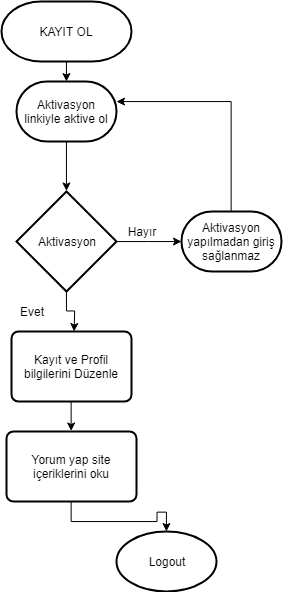 KAYIT OL
Aktivasyon
linkiyle aktive ol
Aktivasyon
Hayır
Aktivasyon
yapılmadan giriş
sağlanmaz
Evet
Kayıt ve Profil
bilgilerini Düzenle
Yorum yap site
içeriklerini oku
Logout